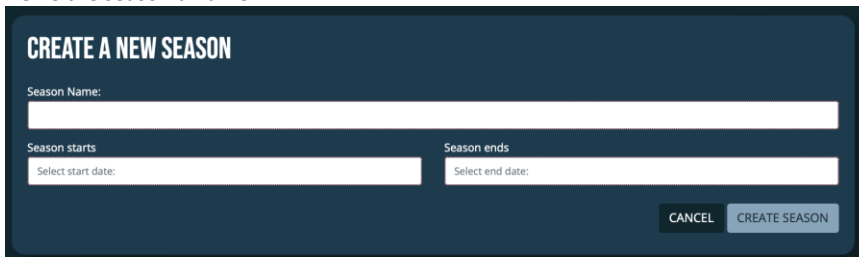 CREATE A NEW SEASON
Season Name:
Season starts
Season ends
Select start date:
Select end date:
CANCEL
CREATE SEASON